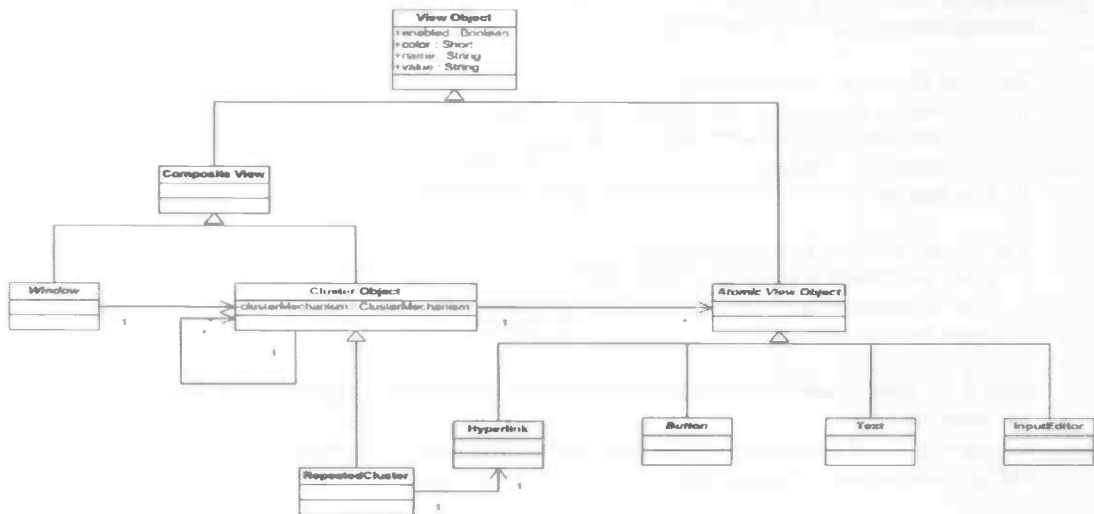 View Object
+enabled : Boolean
+color : Short
+name : String
+value : String
Composite View
Window
Cluster Object
-clusterMechanism : ClusterMechanism
Atomic View Object
1
*
1
*
1
Hyperlink
Button
Text
InputEditor
RepeatedCluster
1
1